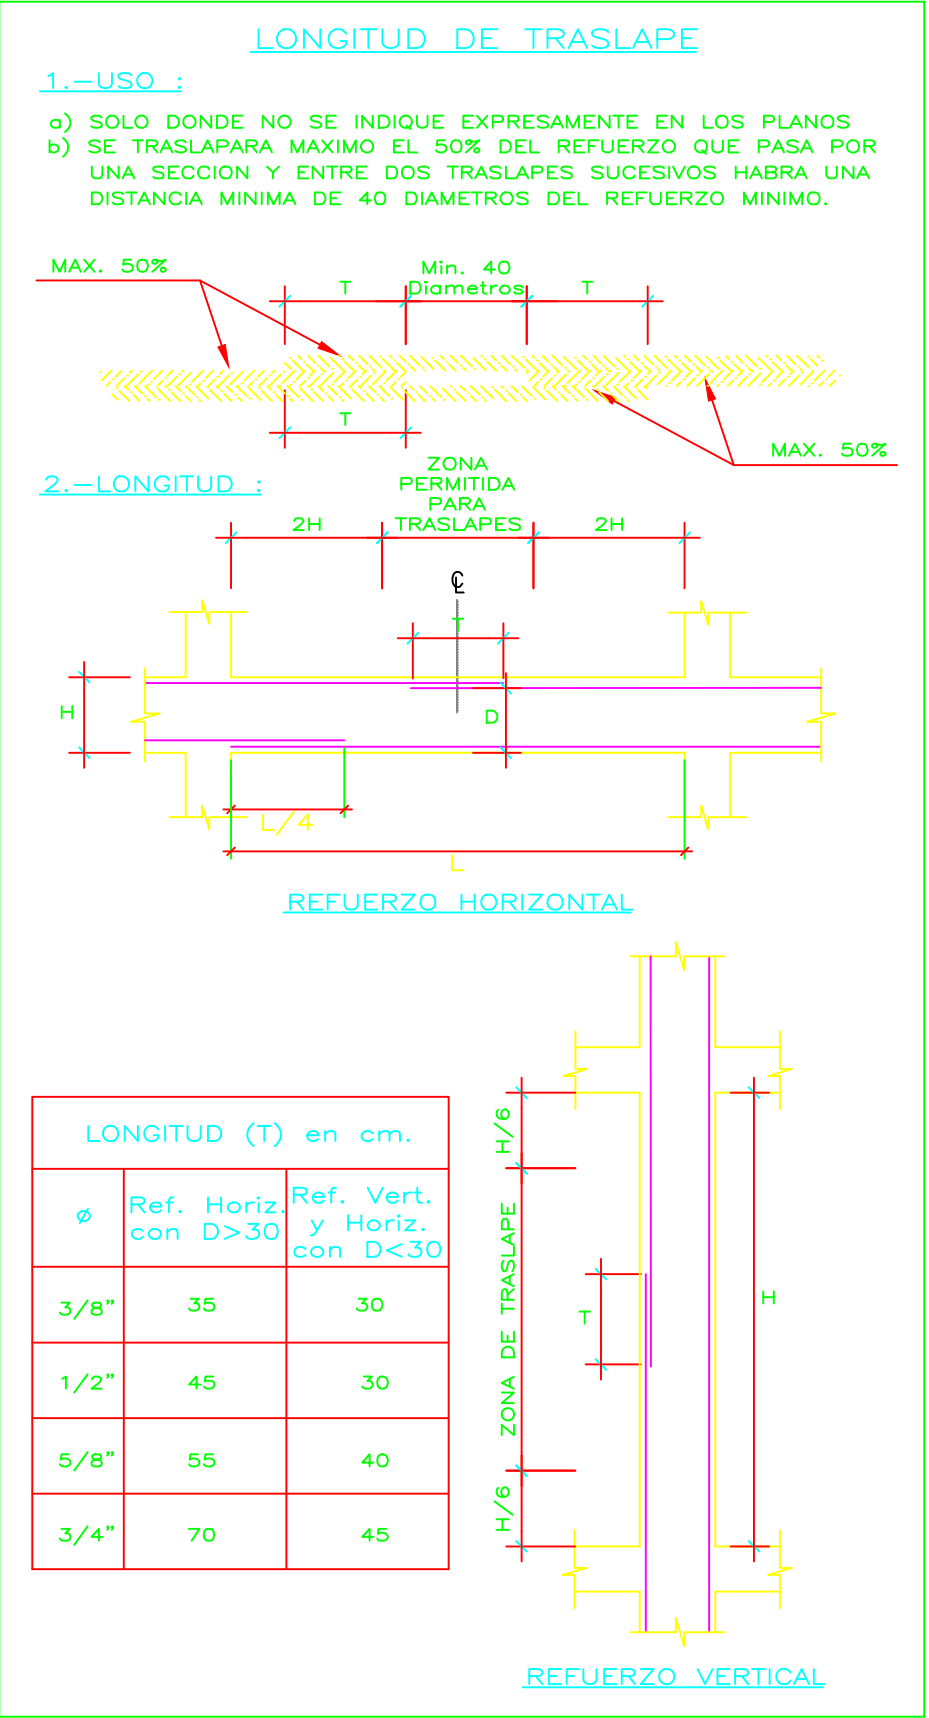 LONGITUD DE TRASLAPE
1.-USO :
a) SOLO DONDE NO SE INDIQUE EXPRESAMENTE EN LOS PLANOS
b) SE TRASLAPARA MAXIMO EL 50% DEL REFUERZO QUE PASA POR
UNA SECCION Y ENTRE DOS TRASLAPES SUCESIVOS HABRA UNA
DISTANCIA MINIMA DE 40 DIAMETROS DEL REFUERZO MINIMO.
MAX. 50%
T
Min. 40
Diametros
T
T
MAX. 50%
2.-LONGITUD :
ZONA
PERMITIDA
PARA
TRASLAPES
2H
2H
℄
T
H
D
L/4
L
REFUERZO HORIZONTAL
LONGITUD (T) en cm.
ø
Ref. Horiz.
con D>30
Ref. Vert.
y Horiz.
con D<30
3/8" 35 30
1/2" 45 30
5/8" 55 40
3/4" 70 45
H/6
ZONA DE TRASLAPE
H/6
T
H
REFUERZO VERTICAL